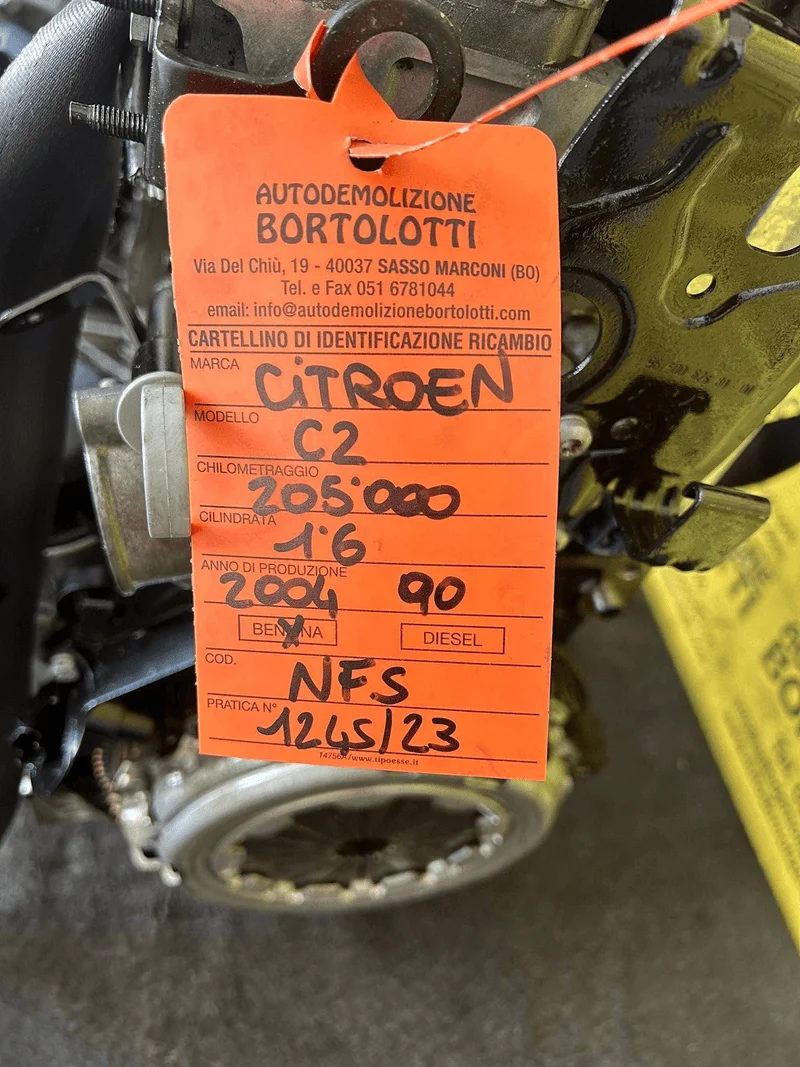 AUTODEMOLIZIONE
BORTOLOTTI
Via Del Chiù, 19 - 40037 SASSO MARCONI (BO)
Tel. e Fax 051 6781044
email: info@autodemolizionebortolotti.com
CARTELLINO DI IDENTIFICAZIONE RICAMBIO
MARCA CiTROEN
MODELLO C2
CHILOMETRAGGIO 205'000
CILINDRATA 1'6
ANNO DI PRODUZIONE 2004 90
BENZINA X DIESEL
COD. NFS
PRATICA N° 1245/23
www.tipoesse.it